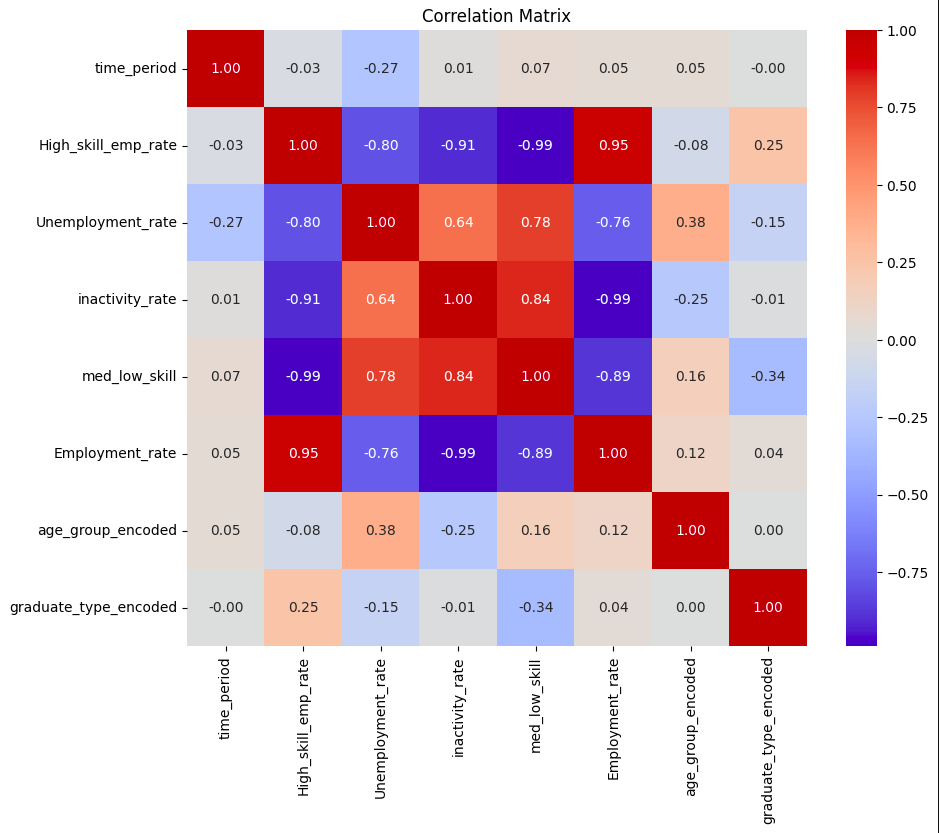 Correlation Matrix
time_period 1.00 -0.03 -0.27 0.01 0.07 0.05 0.05 -0.00
High_skill_emp_rate -0.03 1.00 -0.80 -0.91 -0.99 0.95 -0.08 0.25
Unemployment_rate -0.27 -0.80 1.00 0.64 0.78 -0.76 0.38 -0.15
inactivity_rate 0.01 -0.91 0.64 1.00 0.84 -0.99 -0.25 -0.01
med_low_skill 0.07 -0.99 0.78 0.84 1.00 -0.89 0.16 -0.34
Employment_rate 0.05 0.95 -0.76 -0.99 -0.89 1.00 0.12 0.04
age_group_encoded 0.05 -0.08 0.38 -0.25 0.16 0.12 1.00 0.00
graduate_type_encoded -0.00 0.25 -0.15 -0.01 -0.34 0.04 0.00 1.00
time_period
High_skill_emp_rate
Unemployment_rate
inactivity_rate
med_low_skill
Employment_rate
age_group_encoded
graduate_type_encoded
1.00
0.75
0.50
0.25
0.00
−0.25
−0.50
−0.75